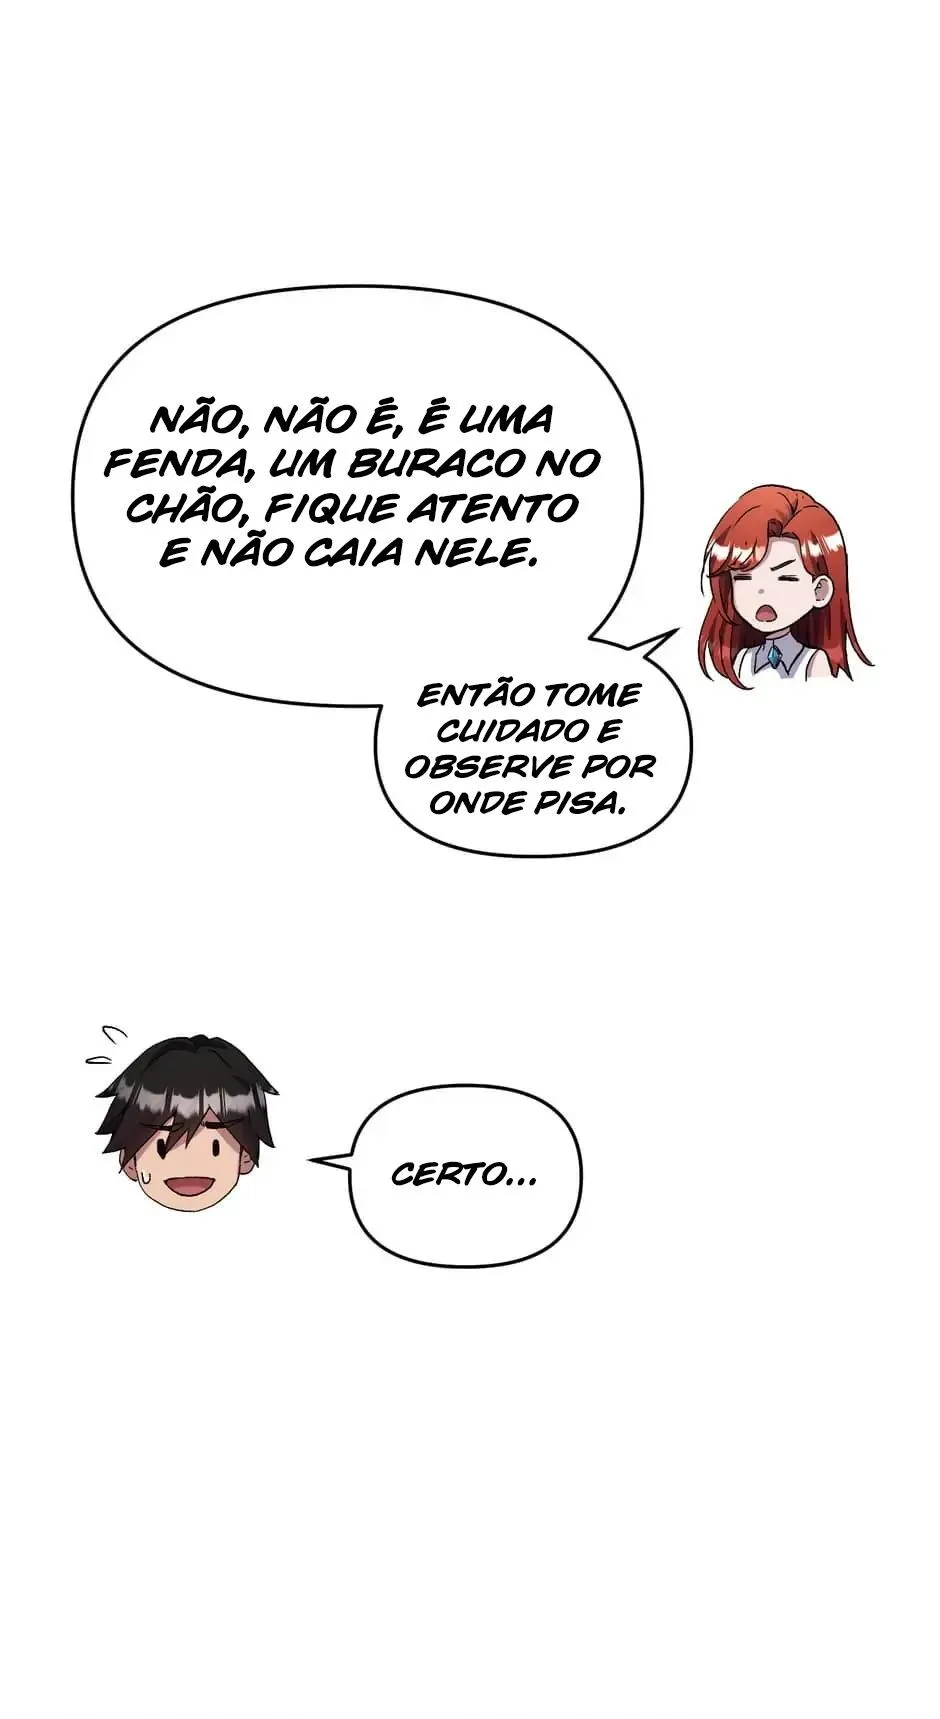 NÃO, NÃO É, É UMA
FENDA, UM BURACO NO
CHÃO, FIQUE ATENTO
E NÃO CAIA NELE.
ENTÃO TOME
CUIDADO E
OBSERVE POR
ONDE PISA.
CERTO...